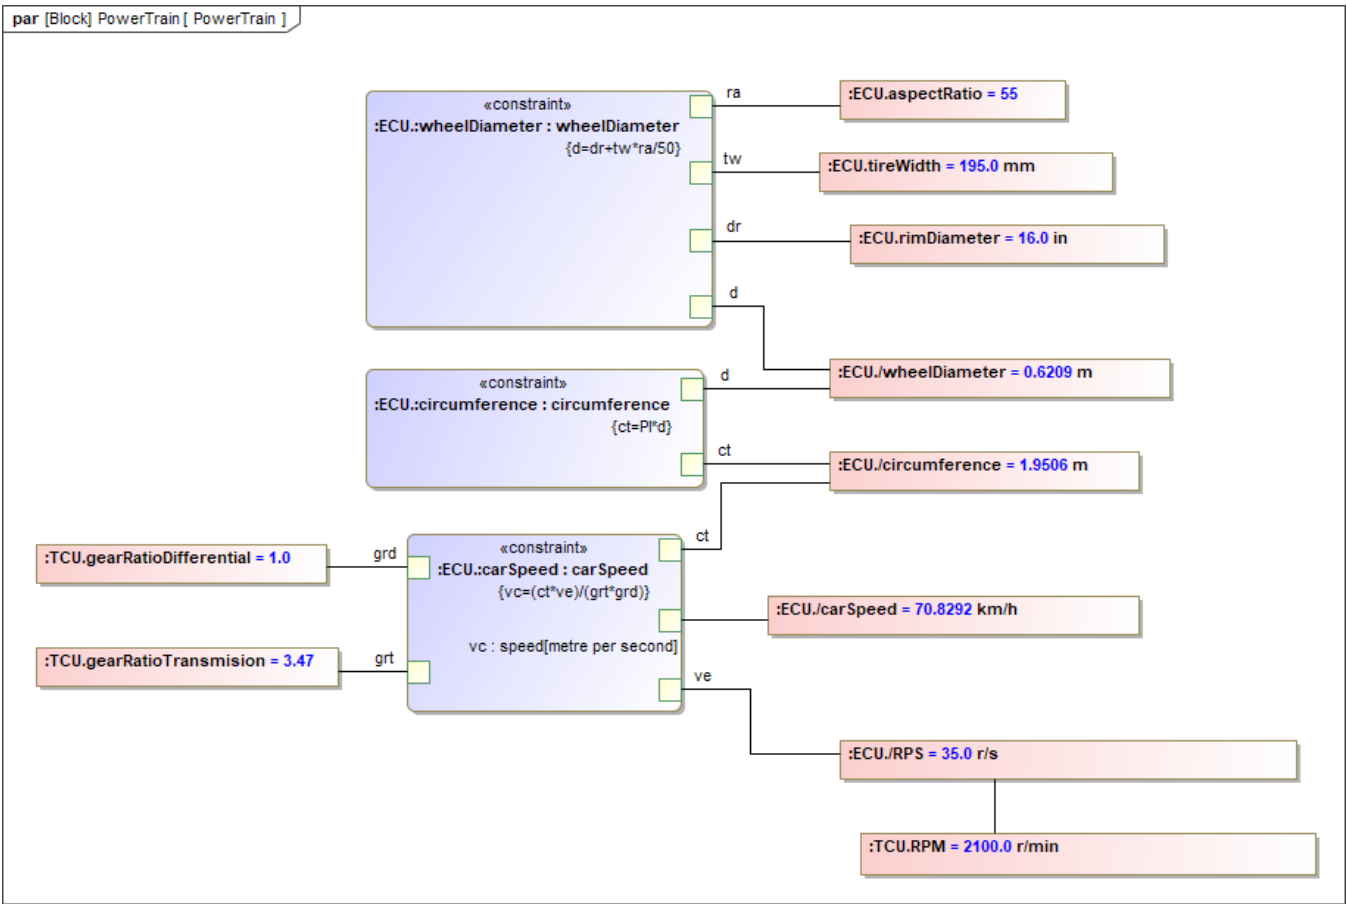 par [Block] PowerTrain [ PowerTrain ]
«constraint»
:ECU.:wheelDiameter : wheelDiameter
{d=dr+tw*ra/50}
ra
:ECU.aspectRatio = 55
tw
:ECU.tireWidth = 195.0 mm
dr
:ECU.rimDiameter = 16.0 in
d
:ECU./wheelDiameter = 0.6209 m
«constraint»
:ECU.:circumference : circumference
{ct=PI*d}
d
ct
:ECU./circumference = 1.9506 m
:TCU.gearRatioDifferential = 1.0
grd
«constraint»
:ECU.:carSpeed : carSpeed
{vc=(ct*ve)/(grt*grd)}
ct
:ECU./carSpeed = 70.8292 km/h
vc : speed[metre per second]
:TCU.gearRatioTransmision = 3.47
grt
ve
:ECU./RPS = 35.0 r/s
:TCU.RPM = 2100.0 r/min